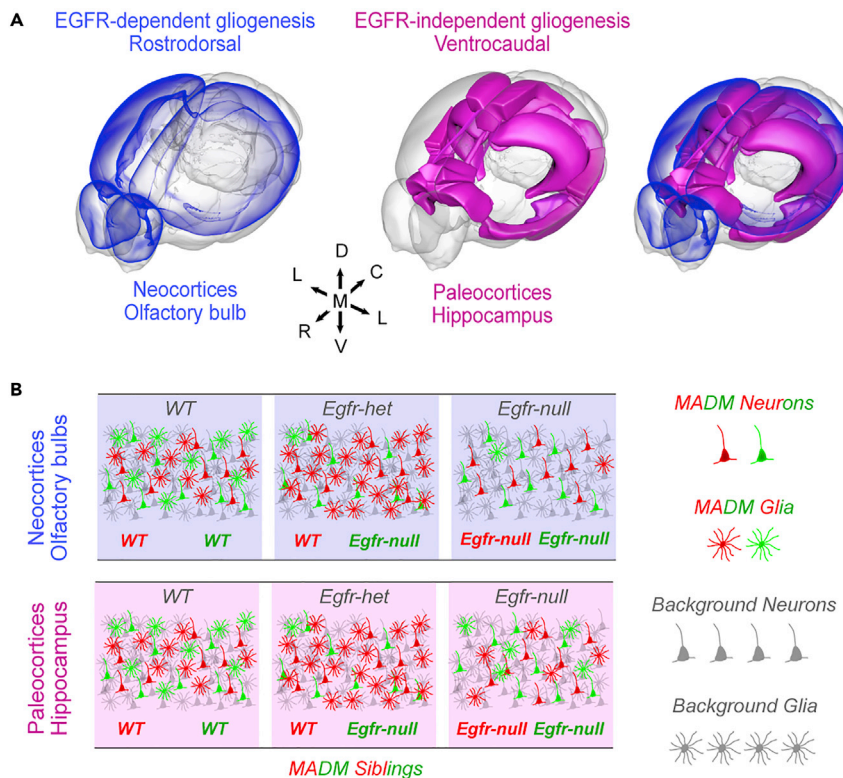 A
EGFR-dependent gliogenesis
Rostrodorsal
EGFR-independent gliogenesis
Ventrocaudal
Neocortices
Olfactory bulb
D
L
C
M
R
L
V
Paleocortices
Hippocampus
B
Neocortices
Olfactory bulbs
WT
Egfr-het
Egfr-null
WT
WT
WT
Egfr-null
Egfr-null
Egfr-null
Paleocortices
Hippocampus
WT
Egfr-het
Egfr-null
WT
WT
WT
Egfr-null
Egfr-null
Egfr-null
MADM Siblings
MADM Neurons
MADM Glia
Background Neurons
Background Glia